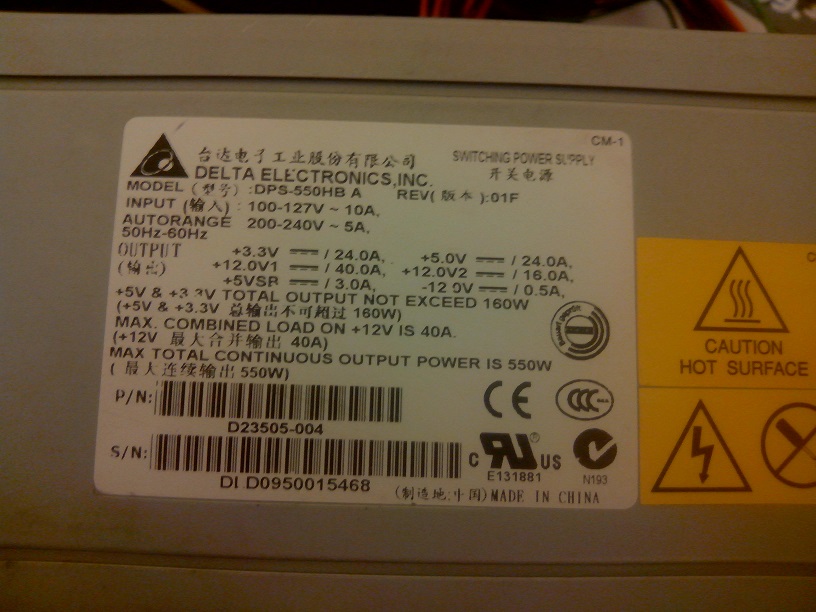 CM-1
台达电子工业股份有限公司
SWITCHING POWER SUPPLY
DELTA ELECTRONICS,INC.
开关电源
MODEL (型号) :DPS-550HB A REV(版本):01F
INPUT (输入) : 100-127V ~ 10A,
AUTORANGE 200-240V ~ 5A,
50Hz-60Hz
OUTPUT +3.3V / 24.0A, +5.0V / 24.0A,
(输出) +12.0V1 / 40.0A, +12.0V2 / 16.0A,
+5VSB / 3.0A, -12.0V / 0.5A,
+5V & +3.3V TOTAL OUTPUT NOT EXCEED 160W
(+5V & +3.3V 总输出不可超过 160W)
MAX. COMBINED LOAD ON +12V IS 40A.
(+12V 最大合并输出 40A)
MAX TOTAL CONTINUOUS OUTPUT POWER IS 550W
( 最大连续输出 550W)
P/N:
D23505-004
S/N:
D0950015468
CE
CCC
c RU US
E131881
N193
(制造地:中国)MADE IN CHINA
CAUTION
HOT SURFACE